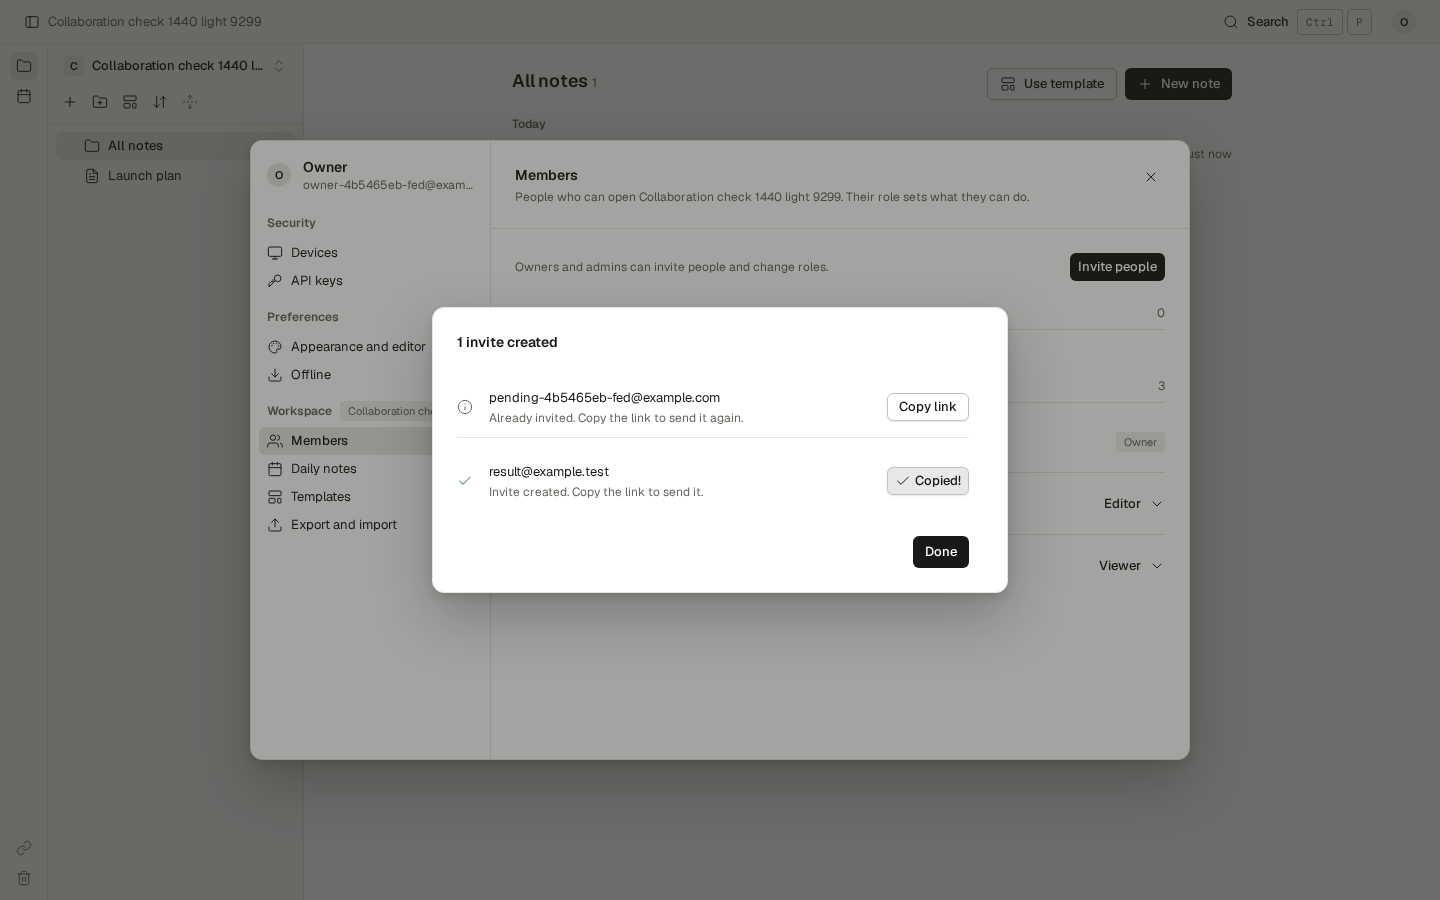 Collaboration check 1440 light 9299
Search Ctrl P O
C Collaboration check 1440 l...
All notes
Launch plan
All notes 1
Use template
New note
Today
ust now
O Owner
owner-4b5465eb-fed@exam...
Security
Devices
API keys
Preferences
Appearance and editor
Offline
Workspace Collaboration che
Members
Daily notes
Templates
Export and import
Members
People who can open Collaboration check 1440 light 9299. Their role sets what they can do.
Owners and admins can invite people and change roles.
Invite people
0
3
Owner
Editor
Viewer
1 invite created
pending-4b5465eb-fed@example.com
Already invited. Copy the link to send it again.
Copy link
result@example.test
Invite created. Copy the link to send it.
Copied!
Done